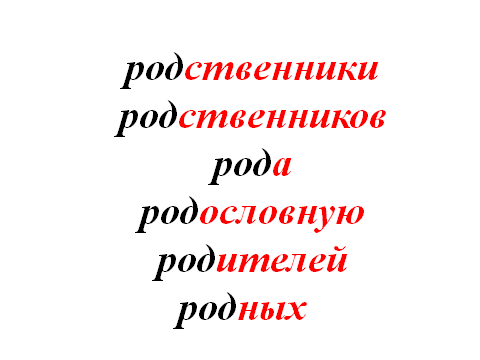 родственники
родственников
рода
родословную
родителей
родных